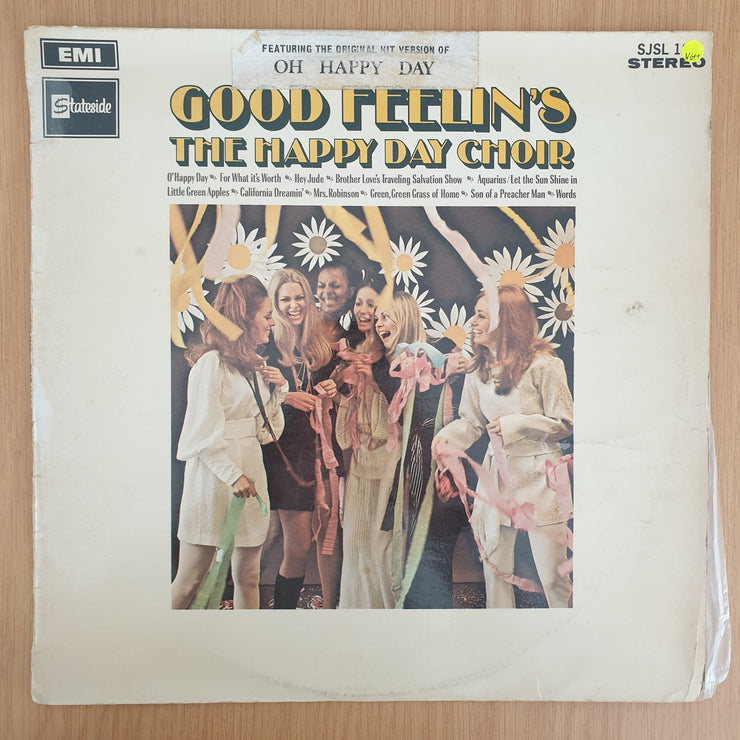 EMI
Stateside
FEATURING THE ORIGINAL HIT VERSION OF
OH HAPPY DAY
SJSL
STEREO
GOOD FEELIN'S
THE HAPPY DAY CHOIR
O'Happy Day For What it's Worth Hey Jude Brother Love's Traveling Salvation Show Aquarius/Let the Sun Shine in
Little Green Apples California Dreamin' Mrs. Robinson Green, Green Grass of Home Son of a Preacher Man Words